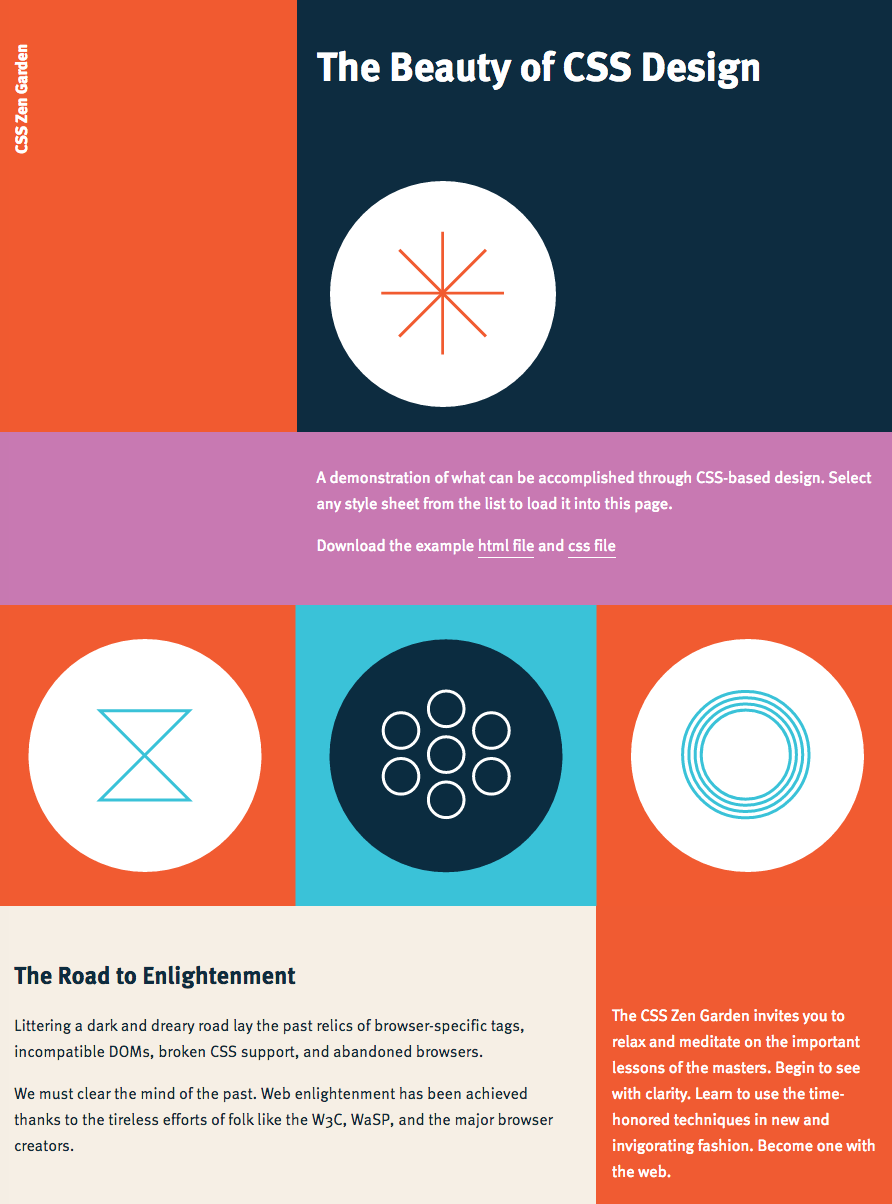 CSS Zen Garden
The Beauty of CSS Design
A demonstration of what can be accomplished through CSS-based design. Select
any style sheet from the list to load it into this page.
Download the example html file and css file
The Road to Enlightenment
Littering a dark and dreary road lay the past relics of browser-specific tags,
incompatible DOMs, broken CSS support, and abandoned browsers.
We must clear the mind of the past. Web enlightenment has been achieved
thanks to the tireless efforts of folk like the W3C, WaSP, and the major browser
creators.
The CSS Zen Garden invites you to
relax and meditate on the important
lessons of the masters. Begin to see
with clarity. Learn to use the time-
honored techniques in new and
invigorating fashion. Become one with
the web.